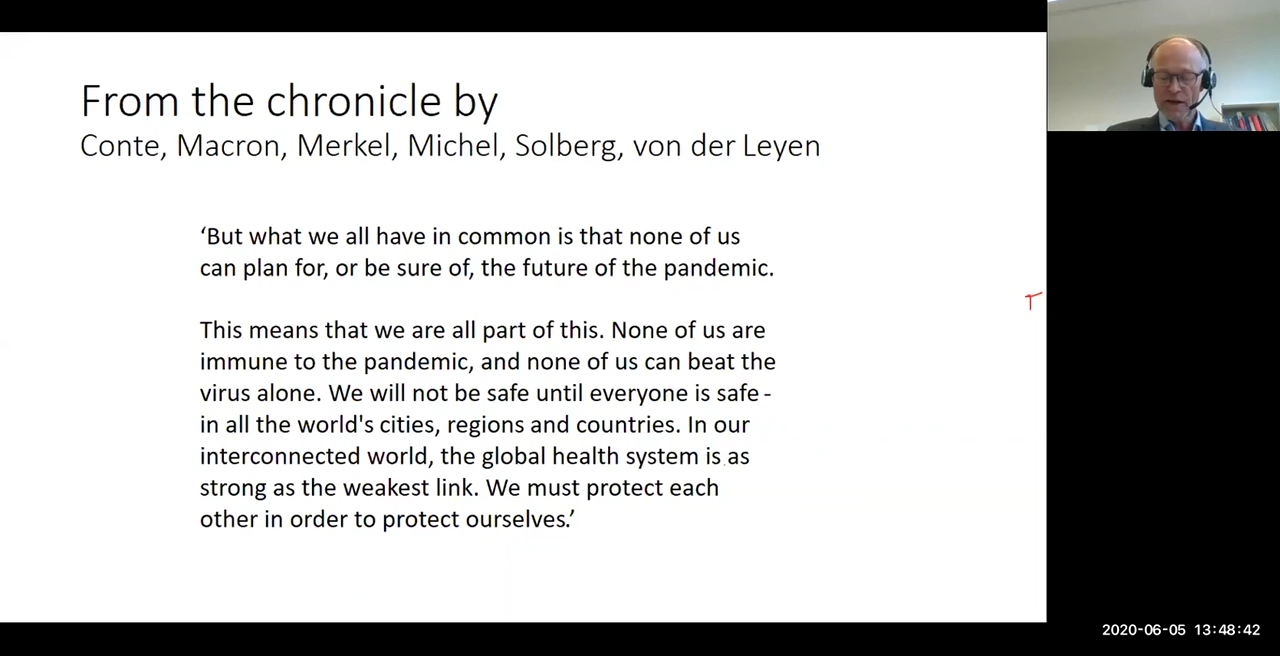 From the chronicle by
Conte, Macron, Merkel, Michel, Solberg, von der Leyen
‘But what we all have in common is that none of us
can plan for, or be sure of, the future of the pandemic.
This means that we are all part of this. None of us are
immune to the pandemic, and none of us can beat the
virus alone. We will not be safe until everyone is safe -
in all the world's cities, regions and countries. In our
interconnected world, the global health system is as
strong as the weakest link. We must protect each
other in order to protect ourselves.’
2020-06-05 13:48:42